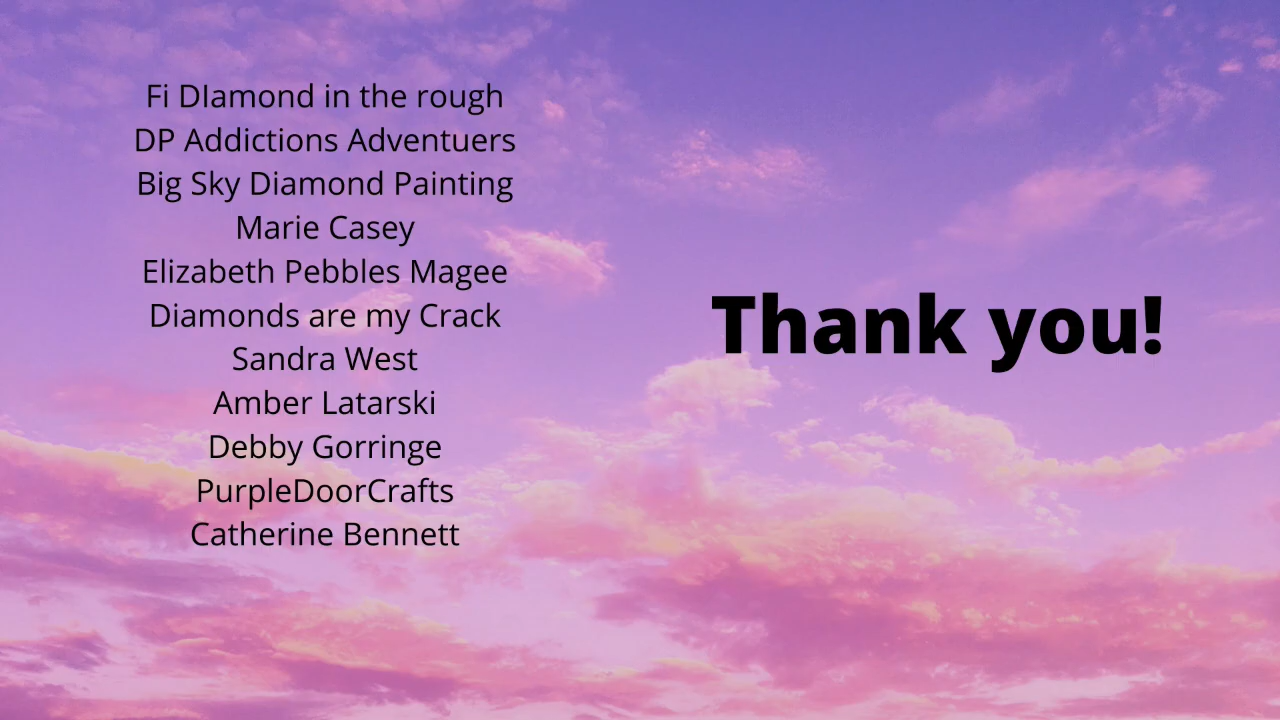 Fi DIamond in the rough
DP Addictions Adventuers
Big Sky Diamond Painting
Marie Casey
Elizabeth Pebbles Magee
Diamonds are my Crack
Sandra West
Amber Latarski
Debby Gorringe
PurpleDoorCrafts
Catherine Bennett
Thank you!